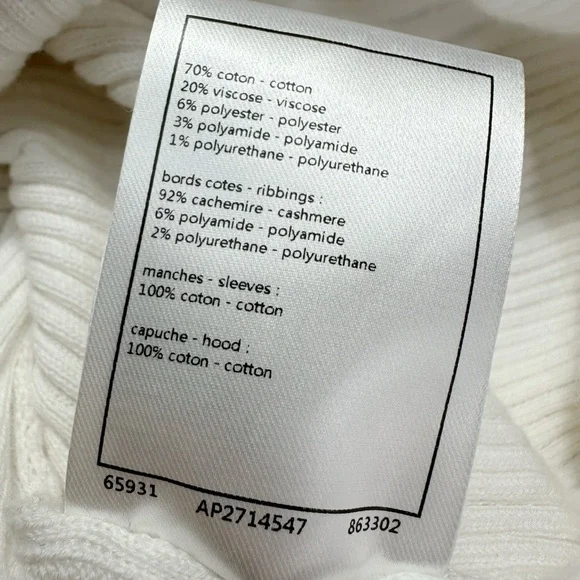 70% coton - cotton
20% viscose - viscose
6% polyester - polyester
3% polyamide - polyamide
1% polyurethane - polyurethane
bords cotes - ribbings :
92% cachemire - cashmere
6% polyamide - polyamide
2% polyurethane - polyurethane
manches - sleeves :
100% coton - cotton
capuche - hood :
100% coton - cotton
65931 AP2714547 863302